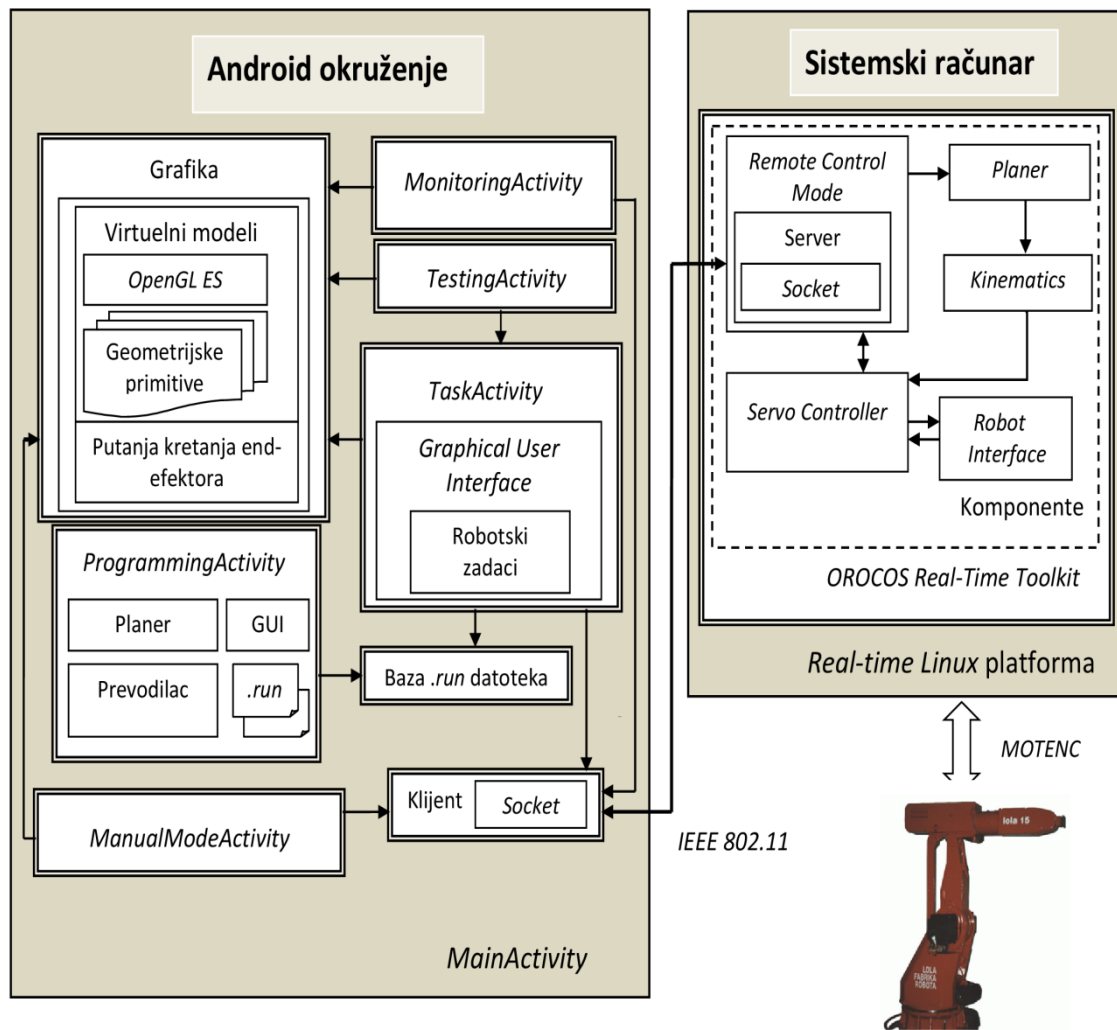 Android okruženje
Grafika
Virtuelni modeli
OpenGL ES
Geometrijske
primitive
Putanja kretanja end-
efektora
MonitoringActivity
TestingActivity
TaskActivity
Graphical User
Interface
Robotski
zadaci
ProgrammingActivity
Planer
GUI
Prevodilac
.run
Baza .run datoteka
ManualModeActivity
Klijent
Socket
MainActivity
IEEE 802.11
Sistemski računar
Remote Control
Mode
Server
Socket
Planer
Kinematics
Servo Controller
Robot
Interface
Komponente
OROCOS Real-Time Toolkit
Real-time Linux platforma
MOTENC
lola 15
LOLA
FABRIKA
ROBOTA